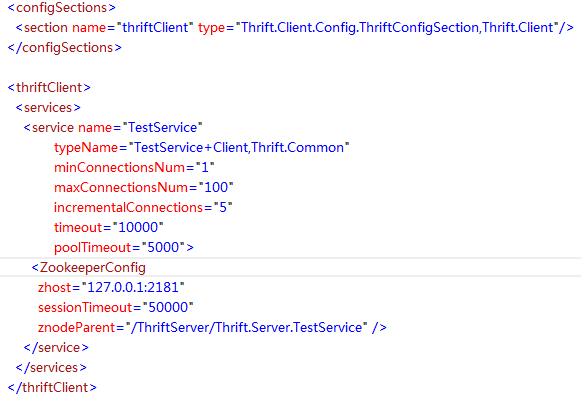 <configSections>
<section name="thriftClient" type="Thrift.Client.Config.ThriftConfigSection,Thrift.Client"/>
</configSections>
<thriftClient>
<services>
<service name="TestService"
typeName="TestService+Client,Thrift.Common"
minConnectionsNum="1"
maxConnectionsNum="100"
incrementalConnections="5"
timeout="10000"
poolTimeout="5000">
<ZookeeperConfig
zhost="127.0.0.1:2181"
sessionTimeout="50000"
znodeParent="/ThriftServer/Thrift.Server.TestService" />
</service>
</services>
</thriftClient>